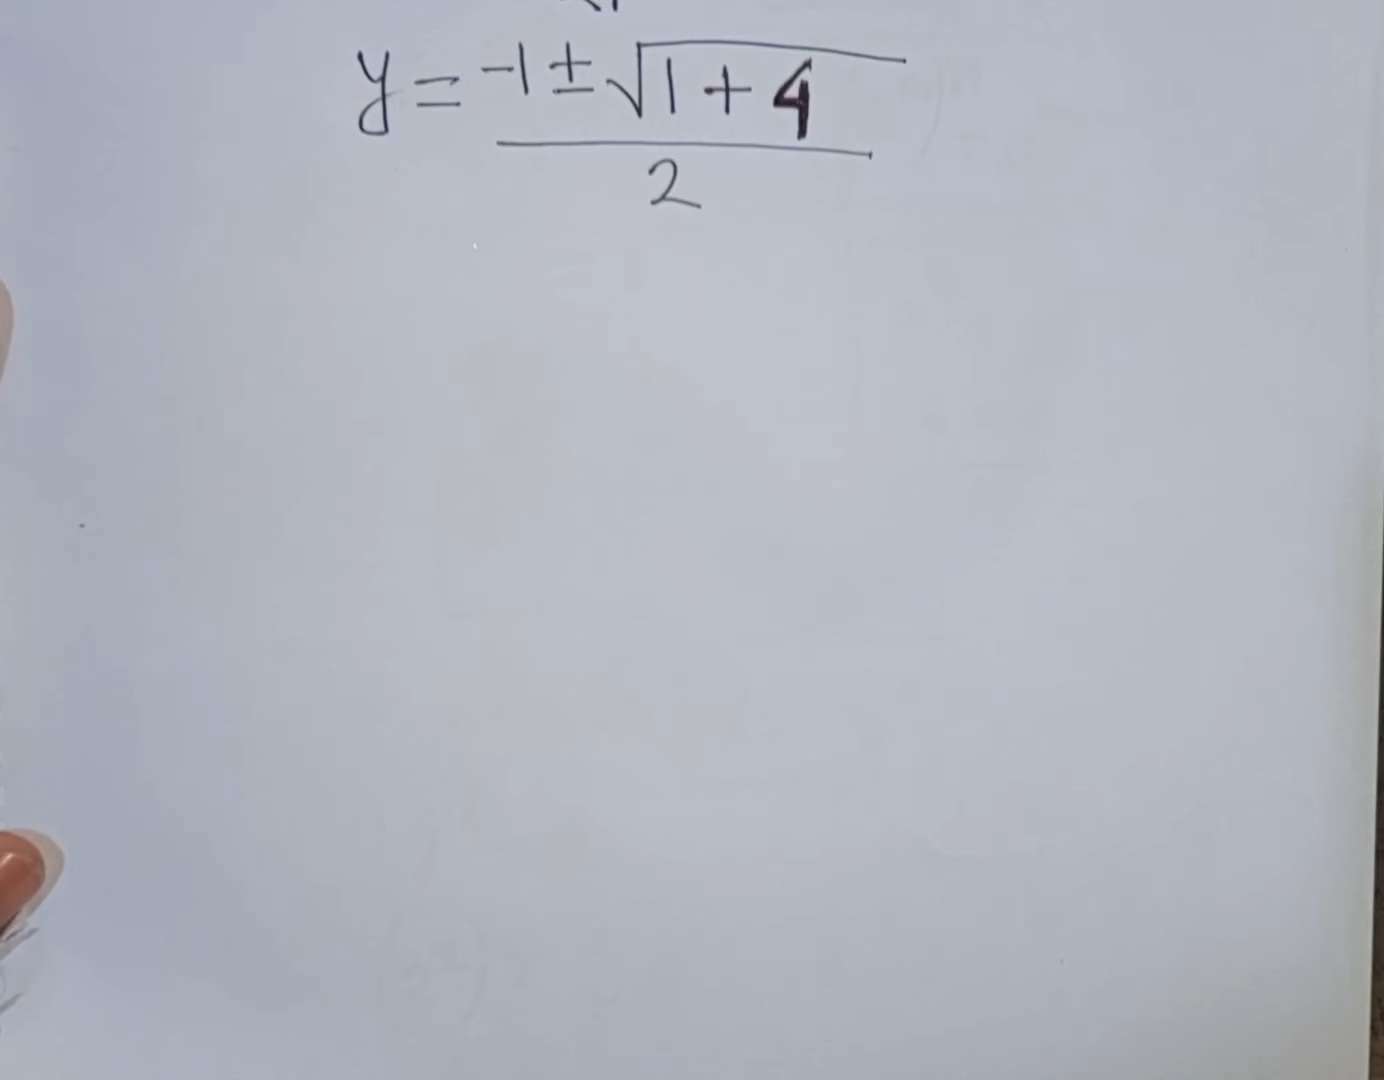 y = -1 ± √1 + 4
2